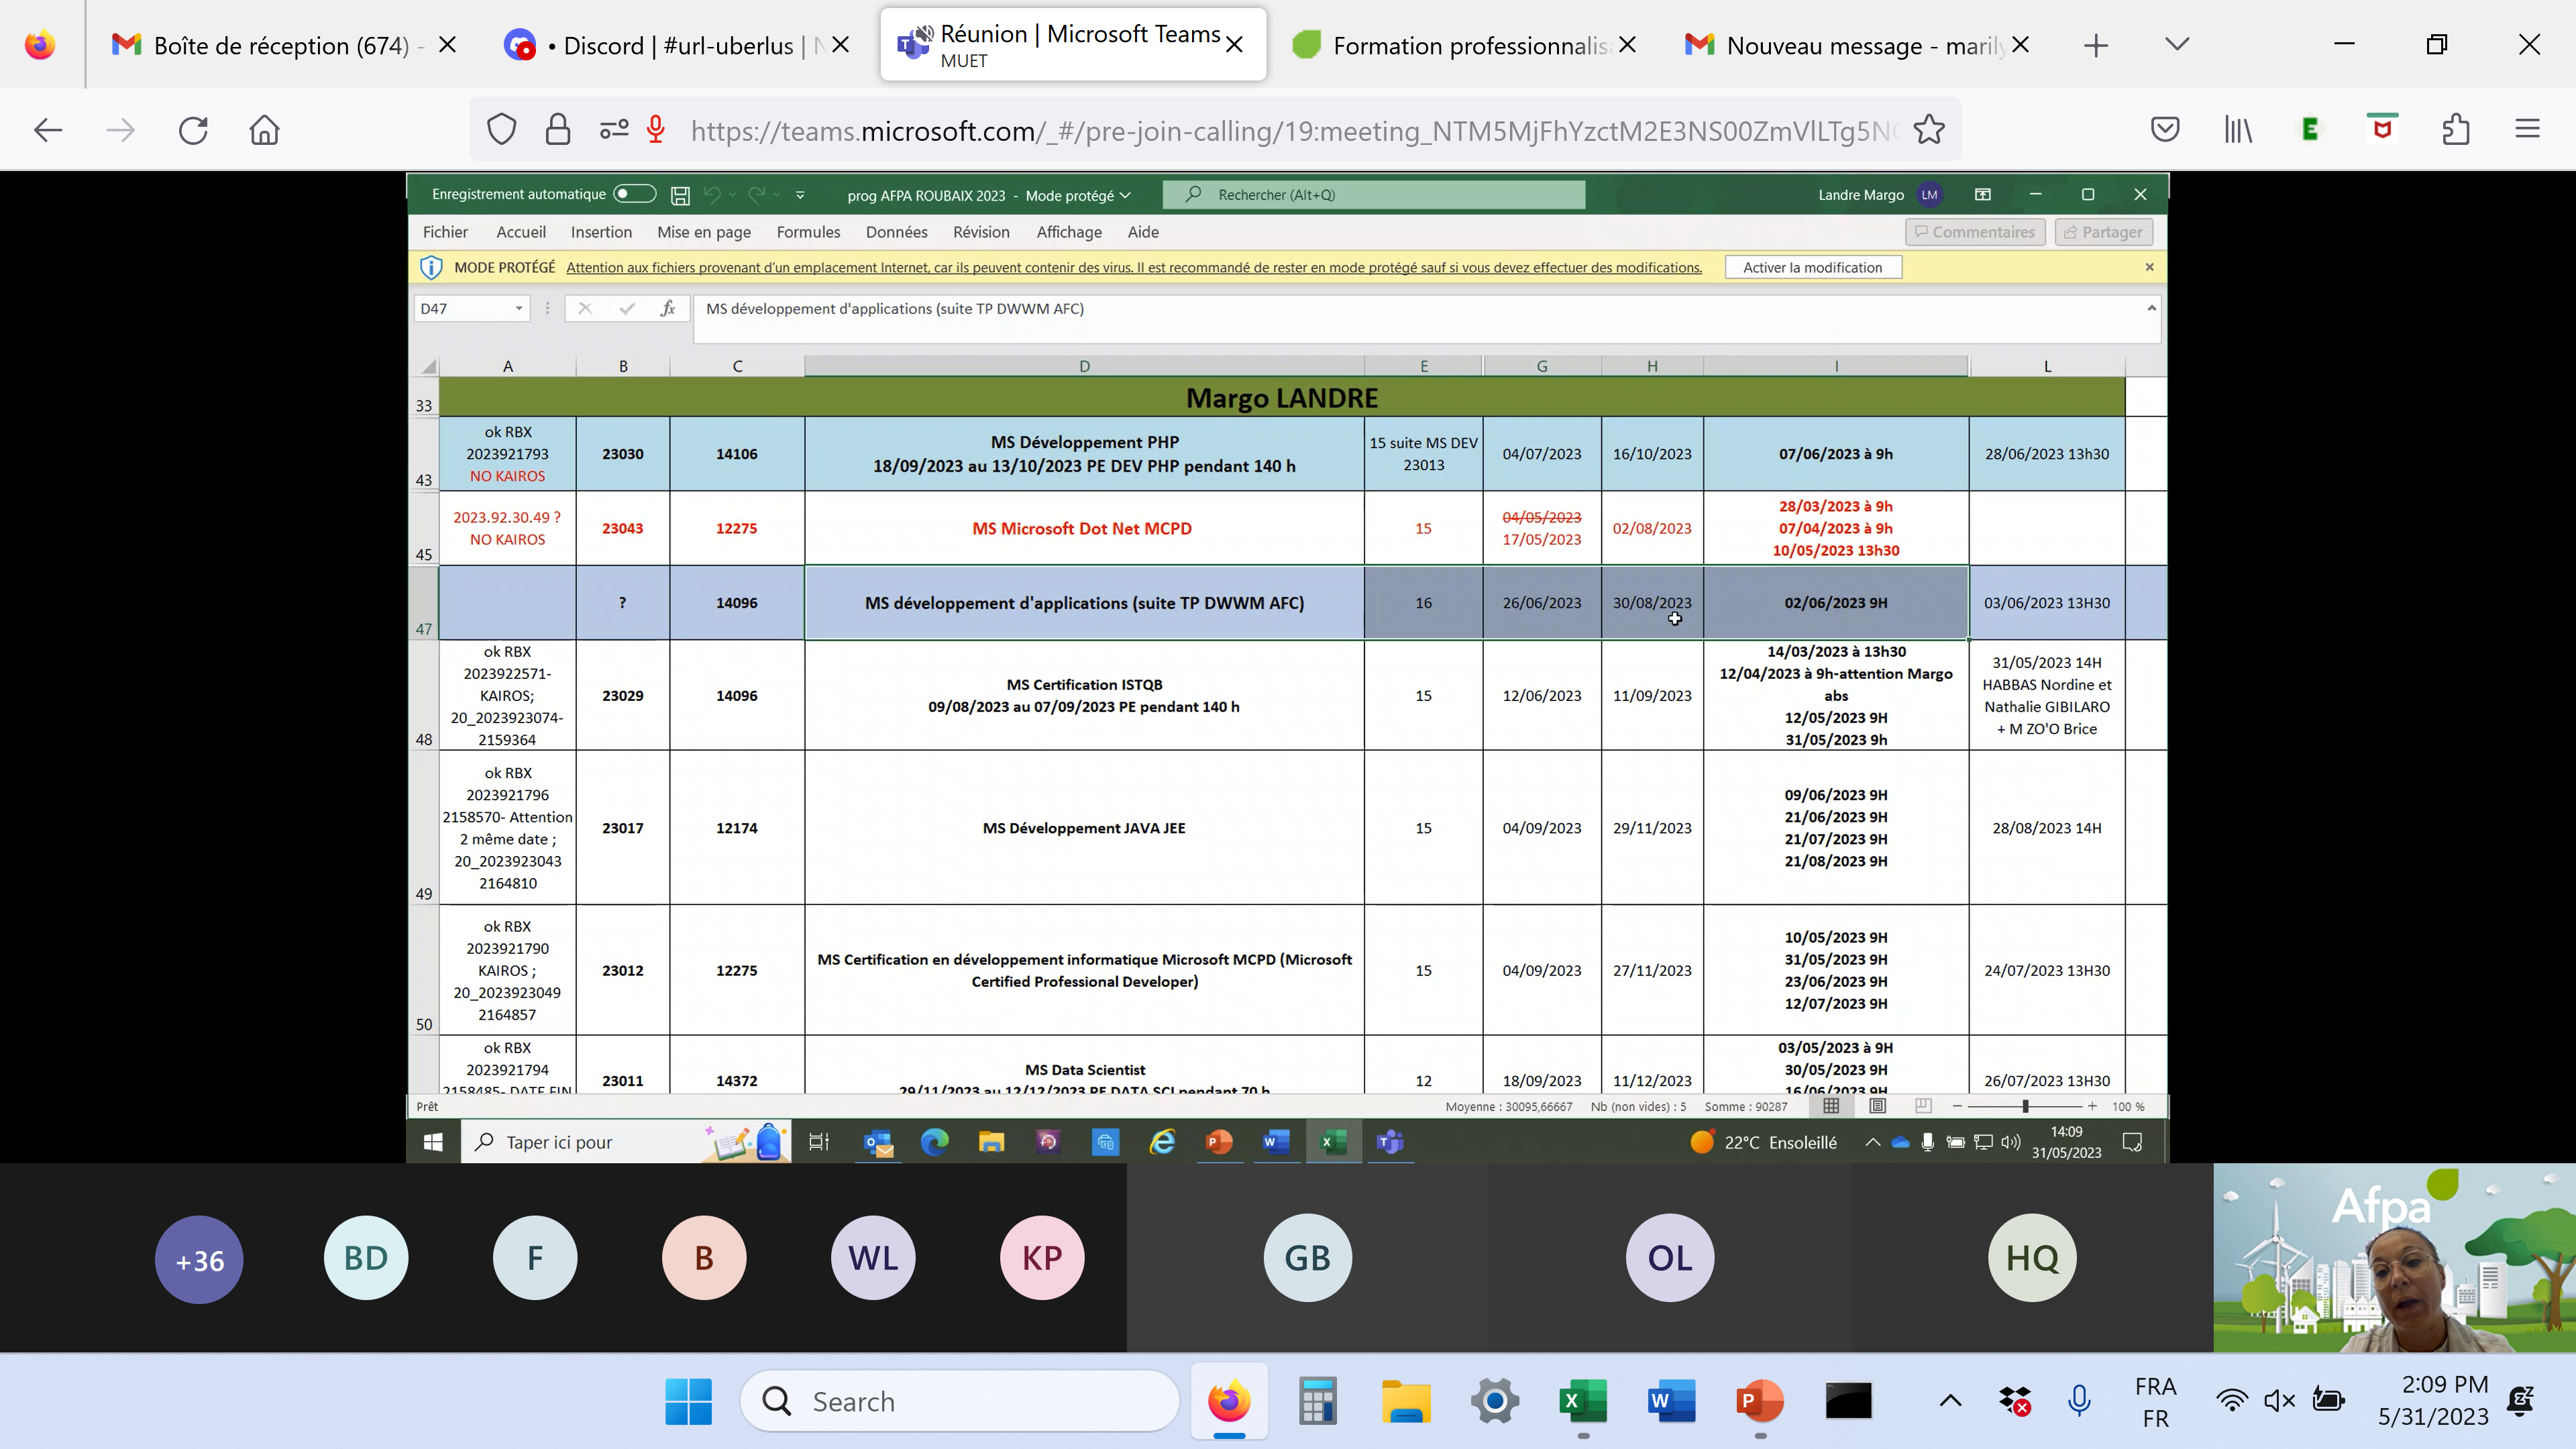 Boîte de réception (674) -
• Discord | #url-uberlus |
Réunion | Microsoft Teams
MUET
Formation professionnalis
Nouveau message - marily
https://teams.microsoft.com/_#/pre-join-calling/19:meeting_NTM5MjFhYzctM2E3NS00ZmVlLTg5N
Enregistrement automatique
prog AFPA ROUBAIX 2023 - Mode protégé
Rechercher (Alt+Q)
Landre Margo
LM
Fichier Accueil Insertion Mise en page Formules Données Révision Affichage Aide
Commentaires
Partager
MODE PROTÉGÉ Attention aux fichiers provenant d'un emplacement Internet, car ils peuvent contenir des virus. Il est recommandé de rester en mode protégé sauf si vous devez effectuer des modifications.
Activer la modification
D47
fx
MS développement d'applications (suite TP DWWM AFC)
A B C D E G H I L
33
Margo LANDRE
43
ok RBX
2023921793
NO KAIROS
23030
14106
MS Développement PHP
18/09/2023 au 13/10/2023 PE DEV PHP pendant 140 h
15 suite MS DEV
23013
04/07/2023
16/10/2023
07/06/2023 à 9h
28/06/2023 13h30
45
2023.92.30.49 ?
NO KAIROS
23043
12275
MS Microsoft Dot Net MCPD
15
04/05/2023
17/05/2023
02/08/2023
28/03/2023 à 9h
07/04/2023 à 9h
10/05/2023 13h30
47
?
14096
MS développement d'applications (suite TP DWWM AFC)
16
26/06/2023
30/08/2023
02/06/2023 9H
03/06/2023 13H30
48
ok RBX
2023922571-
KAIROS;
20_2023923074-
2159364
23029
14096
MS Certification ISTQB
09/08/2023 au 07/09/2023 PE pendant 140 h
15
12/06/2023
11/09/2023
14/03/2023 à 13h30
12/04/2023 à 9h-attention Margo
abs
12/05/2023 9H
31/05/2023 9h
31/05/2023 14H
HABBAS Nordine et
Nathalie GIBILARO
+ M ZO'O Brice
49
ok RBX
2023921796
2158570- Attention
2 même date ;
20_2023923043
2164810
23017
12174
MS Développement JAVA JEE
15
04/09/2023
29/11/2023
09/06/2023 9H
21/06/2023 9H
21/07/2023 9H
21/08/2023 9H
28/08/2023 14H
50
ok RBX
2023921790
KAIROS ;
20_2023923049
2164857
23012
12275
MS Certification en développement informatique Microsoft MCPD (Microsoft
Certified Professional Developer)
15
04/09/2023
27/11/2023
10/05/2023 9H
31/05/2023 9H
23/06/2023 9H
12/07/2023 9H
24/07/2023 13H30
ok RBX
2023921794
2158485- DATE FIN
23011
14372
MS Data Scientist
29/11/2023 au 12/12/2023 PE DATA SCI pendant 70 h
12
18/09/2023
11/12/2023
03/05/2023 à 9H
30/05/2023 9H
16/06/2023 9H
26/07/2023 13H30
Prêt
Moyenne : 30095,66667 Nb (non vides) : 5 Somme : 90287
100 %
Taper ici pour
22°C Ensoleillé
14:09
31/05/2023
+36 BD F B WL KP GB OL HQ
Afpa
Search
FRA
FR
2:09 PM
5/31/2023